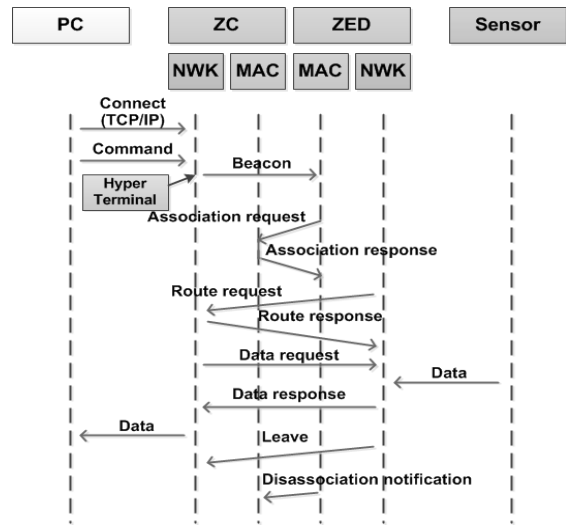 PC ZC ZED Sensor
NWK MAC MAC NWK
Connect
(TCP/IP)
Command
Beacon
Hyper
Terminal
Association request
Association response
Route request
Route response
Data request
Data
Data response
Data
Leave
Disassociation notification